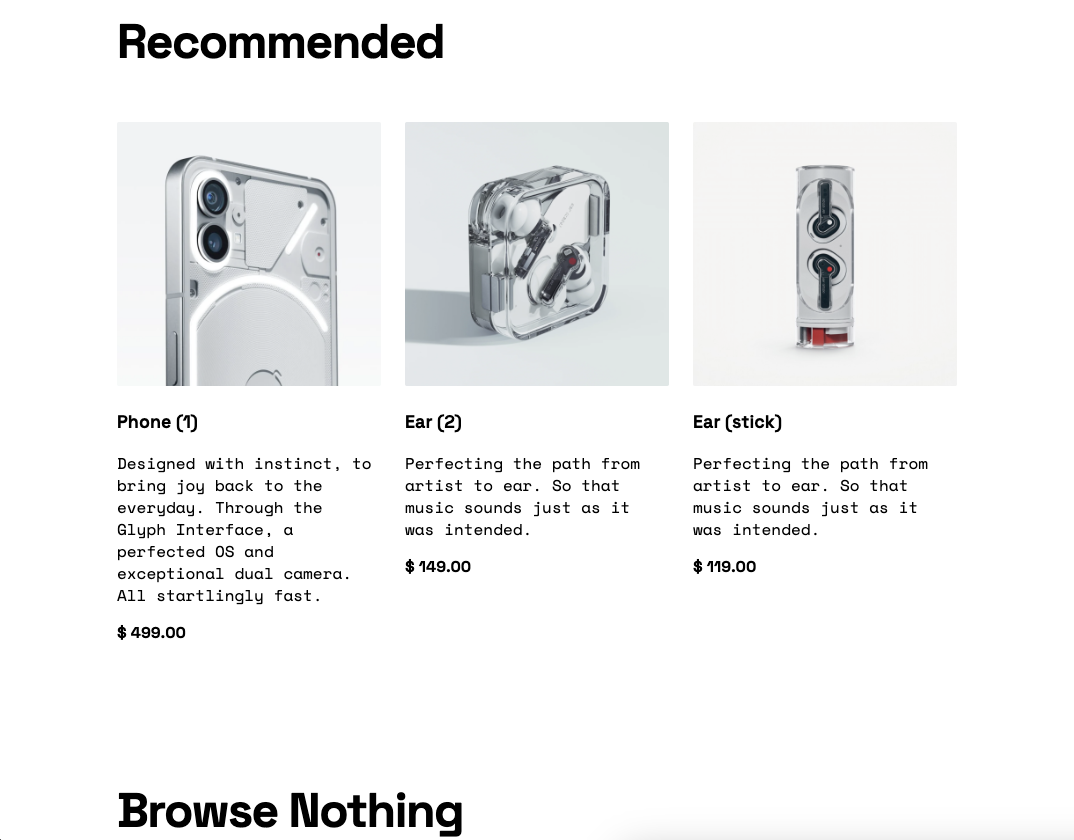 Recommended
Phone (1)
Designed with instinct, to
bring joy back to the
everyday. Through the
Glyph Interface, a
perfected OS and
exceptional dual camera.
All startlingly fast.
$ 499.00
Ear (2)
Perfecting the path from
artist to ear. So that
music sounds just as it
was intended.
$ 149.00
Ear (stick)
Perfecting the path from
artist to ear. So that
music sounds just as it
was intended.
$ 119.00
Browse Nothing